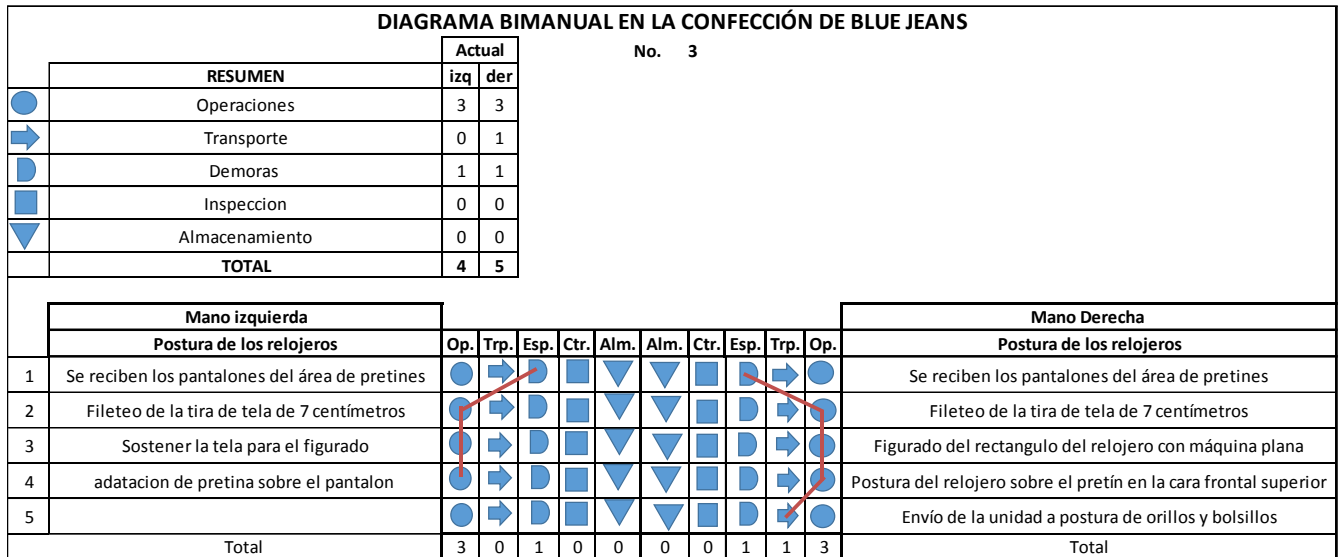 DIAGRAMA BIMANUAL EN LA CONFECCIÓN DE BLUE JEANS
Actual No. 3
RESUMEN izq der
Operaciones 3 3
Transporte 0 1
Demoras 1 1
Inspeccion 0 0
Almacenamiento 0 0
TOTAL 4 5
Mano izquierda Mano Derecha
Postura de los relojeros Op. Trp. Esp. Ctr. Alm. Alm. Ctr. Esp. Trp. Op. Postura de los relojeros
1 Se reciben los pantalones del área de pretines Se reciben los pantalones del área de pretines
2 Fileteo de la tira de tela de 7 centímetros Fileteo de la tira de tela de 7 centímetros
3 Sostener la tela para el figurado Figurado del rectangulo del relojero con máquina plana
4 adatacion de pretina sobre el pantalon Postura del relojero sobre el pretín en la cara frontal superior
5 Envío de la unidad a postura de orillos y bolsillos
Total 3 0 1 0 0 0 0 1 1 3 Total